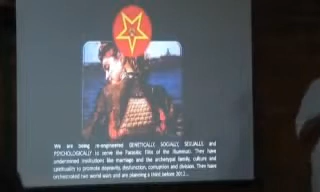 We are being re-engineered GENETICALLY, SOCIALLY, SEXUALLY and
PSYCHOLOGICALLY to serve the Parasitic Elite of the Illuminati. They have
undermined institutions like marriage and the archetypal family, culture and
spirituality to promote depravity, dysfunction, corruption and division. They have
orchestrated two world wars and are planning a third before 2012...